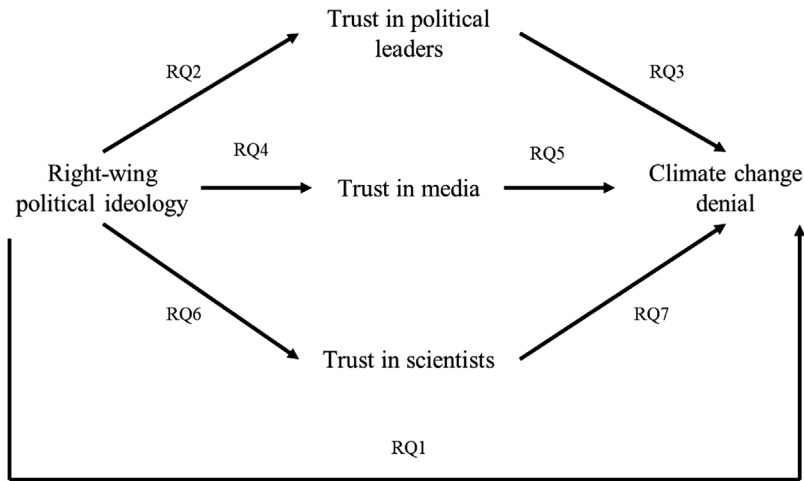 Trust in political
leaders
RQ2
RQ3
RQ4
RQ5
Right-wing
political ideology
Trust in media
Climate change
denial
RQ6
RQ7
Trust in scientists
RQ1